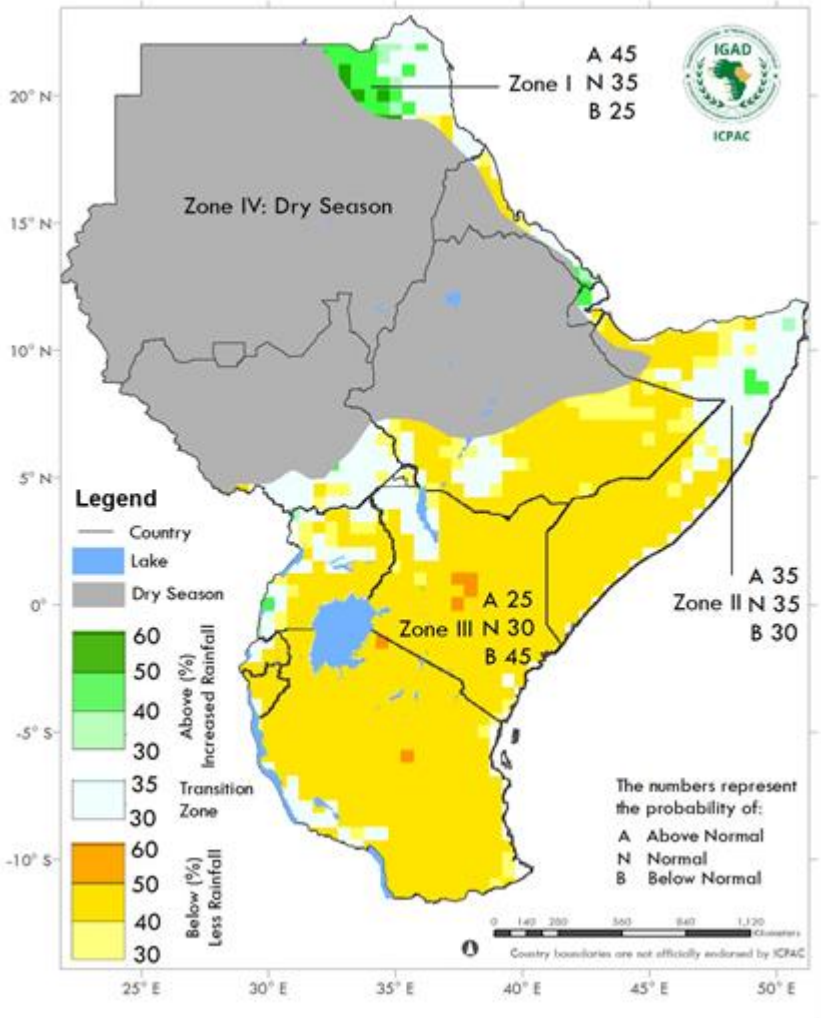 20° N
15° N
10° N
5° N
0°
-5° S
-10° S
25° E
30° E
35° E
40° E
45° E
50° E
IGAD
ICPAC
A 45
Zone I N 35
B 25
Zone IV: Dry Season
A 35
Zone II N 35
B 30
A 25
Zone III N 30
B 45
Legend
Country
Lake
Dry Season
60
50
40
30
Above (%)
Increased Rainfall
35
30
Transition
Zone
60
50
40
30
Below (%)
Less Rainfall
The numbers represent
the probability of:
A Above Normal
N Normal
B Below Normal
0 140 280 560 840 1,120
Kilometers
Country boundaries are not officially endorsed by ICPAC